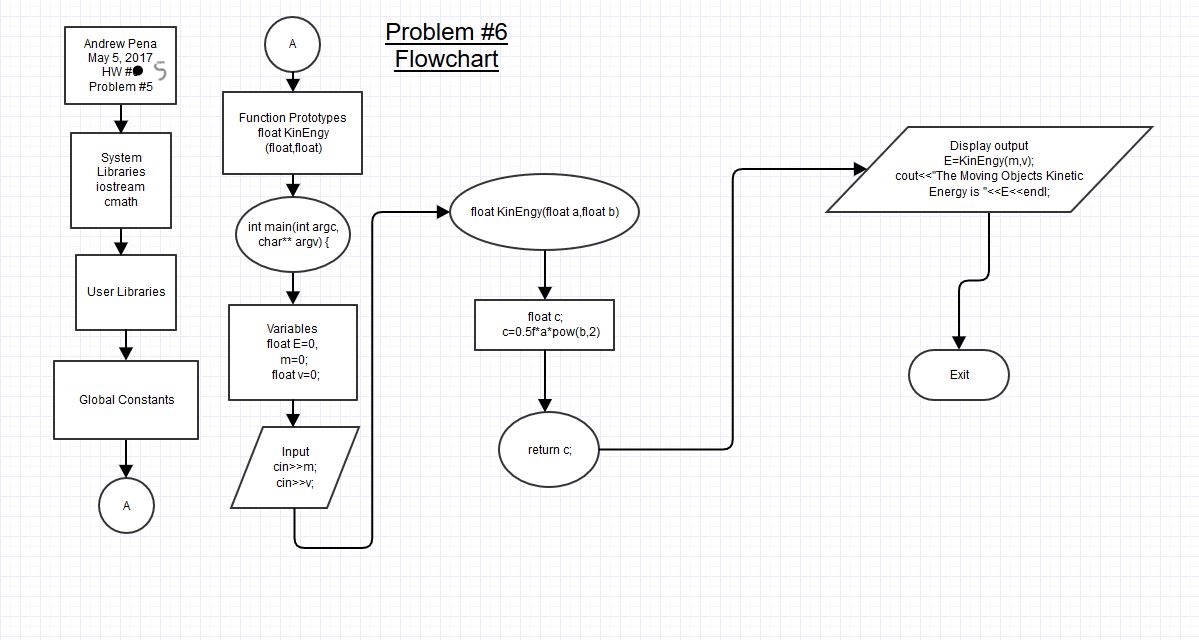 Problem #6
Flowchart
Andrew Pena
May 5, 2017
HW # 5
Problem #5
System
Libraries
iostream
cmath
User Libraries
Global Constants
A
A
Function Prototypes
float KinEngy
(float,float)
int main(int argc,
char** argv) {
Variables
float E=0,
m=0;
float v=0;
Input
cin>>m;
cin>>v;
float KinEngy(float a,float b)
float c;
c=0.5f*a*pow(b,2)
return c;
Display output
E=KinEngy(m,v);
cout<<"The Moving Objects Kinetic
Energy is "<<E<<endl;
Exit